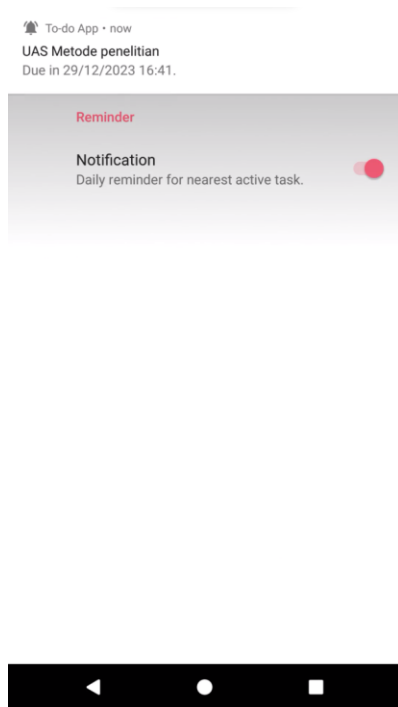 To-do App • now
UAS Metode penelitian
Due in 29/12/2023 16:41.
Reminder
Notification
Daily reminder for nearest active task.